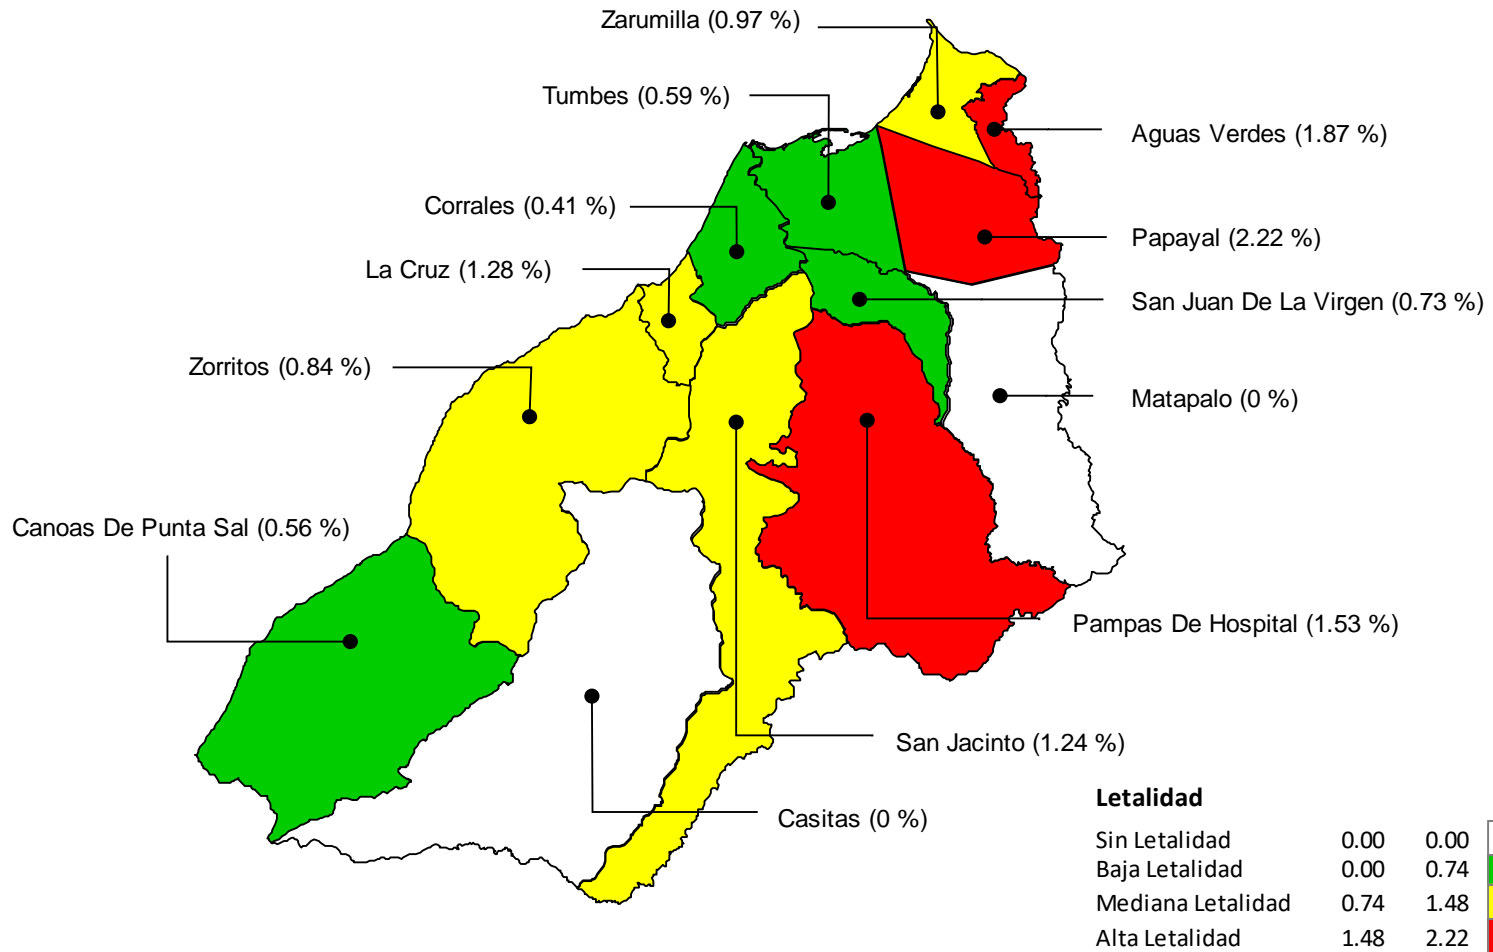 Zarumilla (0.97 %)
Tumbes (0.59 %)
Aguas Verdes (1.87 %)
Corrales (0.41 %)
Papayal (2.22 %)
La Cruz (1.28 %)
San Juan De La Virgen (0.73 %)
Zorritos (0.84 %)
Matapalo (0 %)
Canoas De Punta Sal (0.56 %)
Pampas De Hospital (1.53 %)
San Jacinto (1.24 %)
Casitas (0 %)
Letalidad
Sin Letalidad 0.00 0.00
Baja Letalidad 0.00 0.74
Mediana Letalidad 0.74 1.48
Alta Letalidad 1.48 2.22